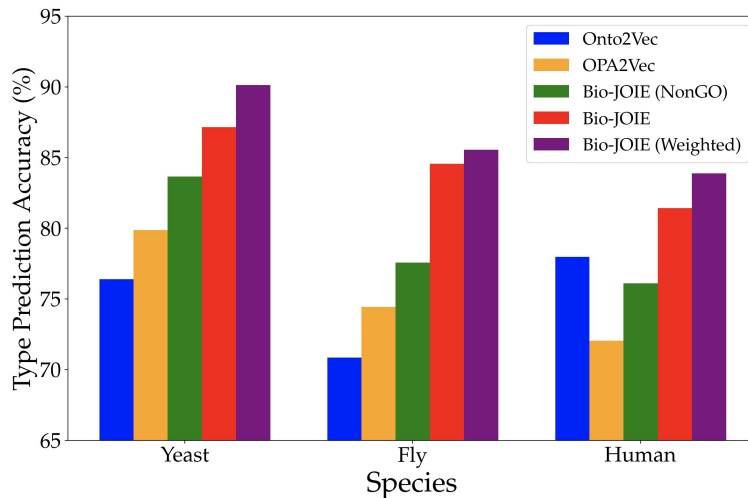 95
90
85
80
75
70
65
Type Prediction Accuracy (%)
Onto2Vec
OPA2Vec
Bio-JOIE (NonGO)
Bio-JOIE
Bio-JOIE (Weighted)
Yeast
Fly
Human
Species